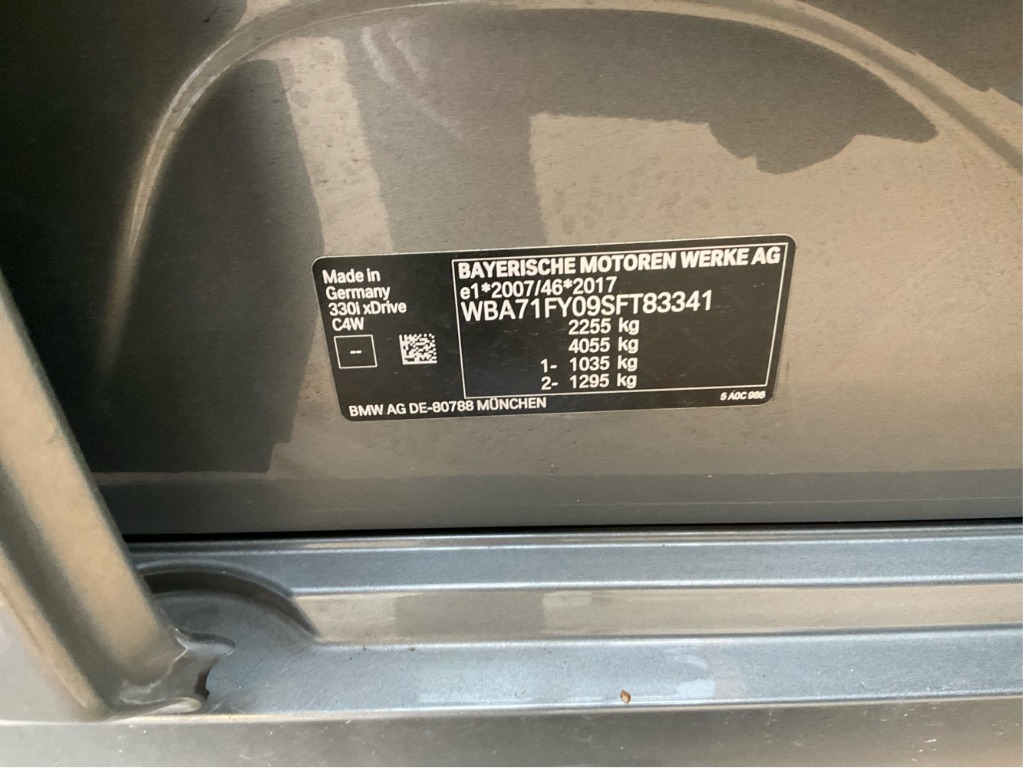 Made in
Germany
330i xDrive
C4W
--
BAYERISCHE MOTOREN WERKE AG
e1*2007/46*2017
WBA71FY09SFT83341
2255 kg
4055 kg
1- 1035 kg
2- 1295 kg
BMW AG DE-80788 MÜNCHEN
5 A0C 986